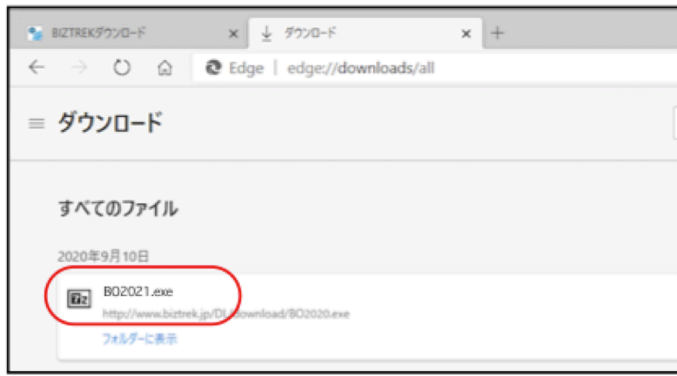 BIZTREKダウンロード
ダウンロード
Edge | edge://downloads/all
ダウンロード
すべてのファイル
2020年9月10日
BO2021.exe
http://www.biztrek.jp/DL/download/BO2020.exe
フォルダーに表示